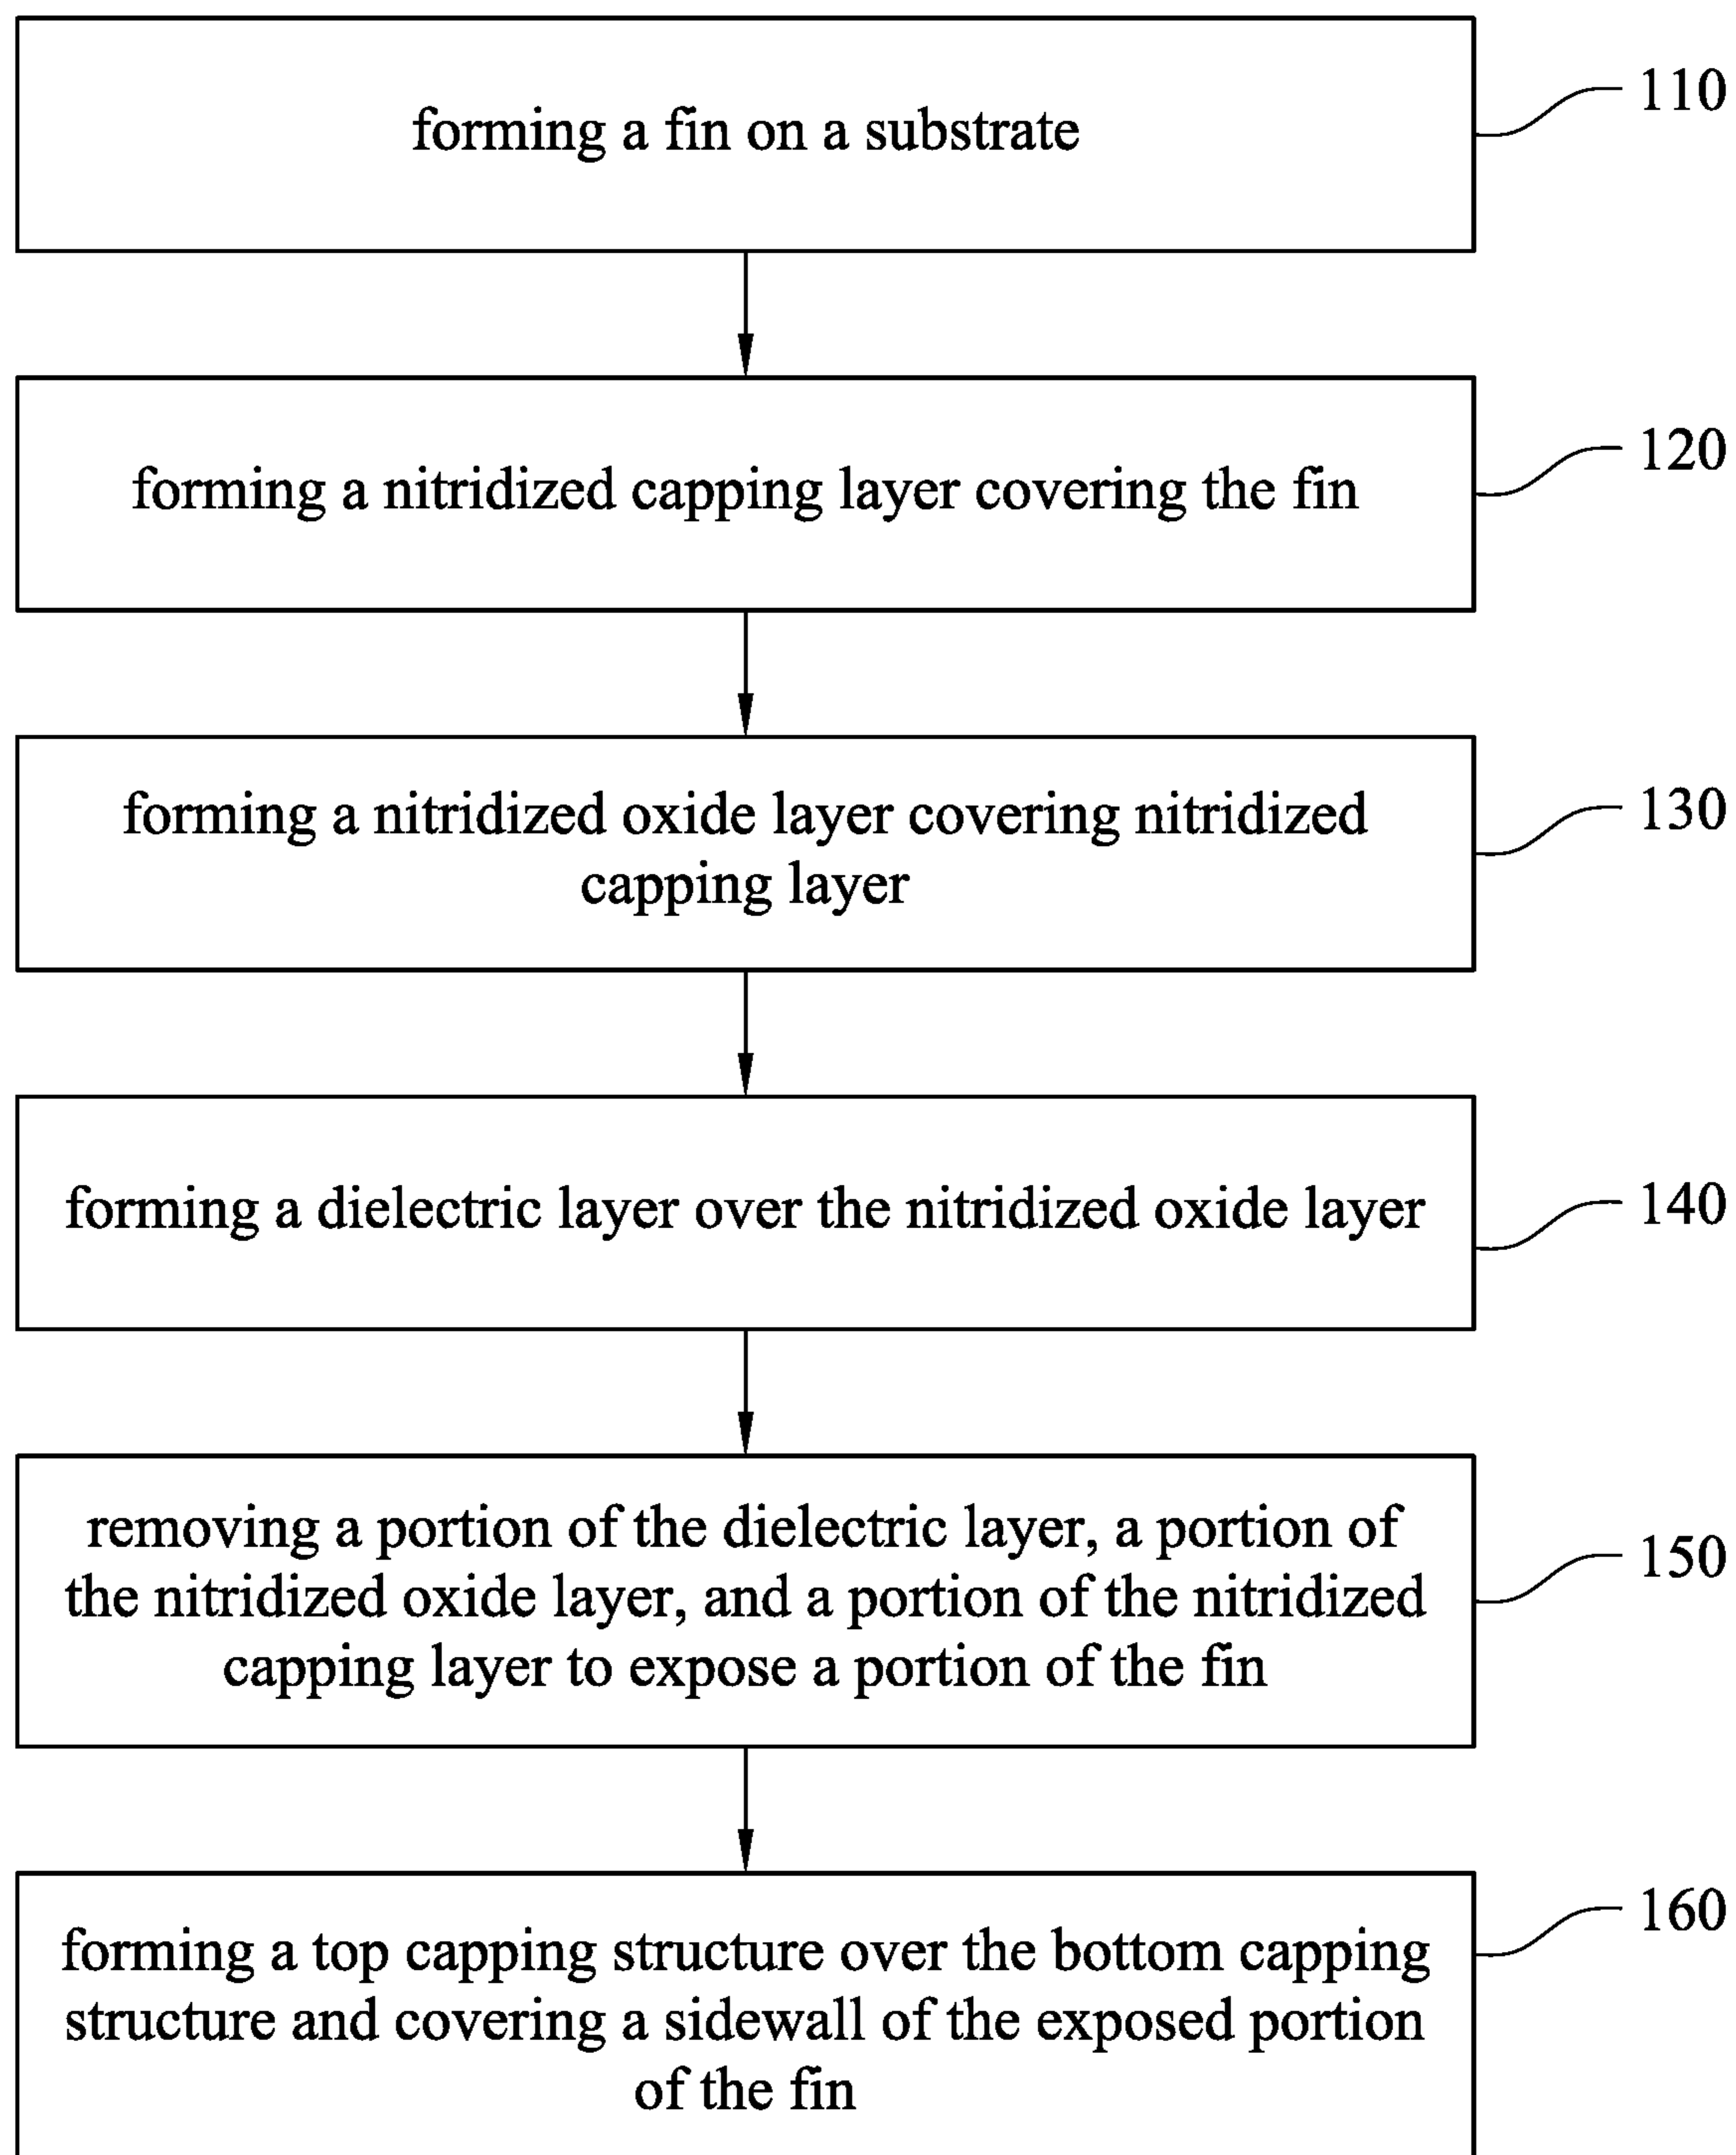 forming a fin on a substrate
110
forming a nitridized capping layer covering the fin
120
forming a nitridized oxide layer covering nitridized
capping layer
130
forming a dielectric layer over the nitridized oxide layer
140
removing a portion of the dielectric layer, a portion of
the nitridized oxide layer, and a portion of the nitridized
capping layer to expose a portion of the fin
150
forming a top capping structure over the bottom capping
structure and covering a sidewall of the exposed portion
of the fin
160